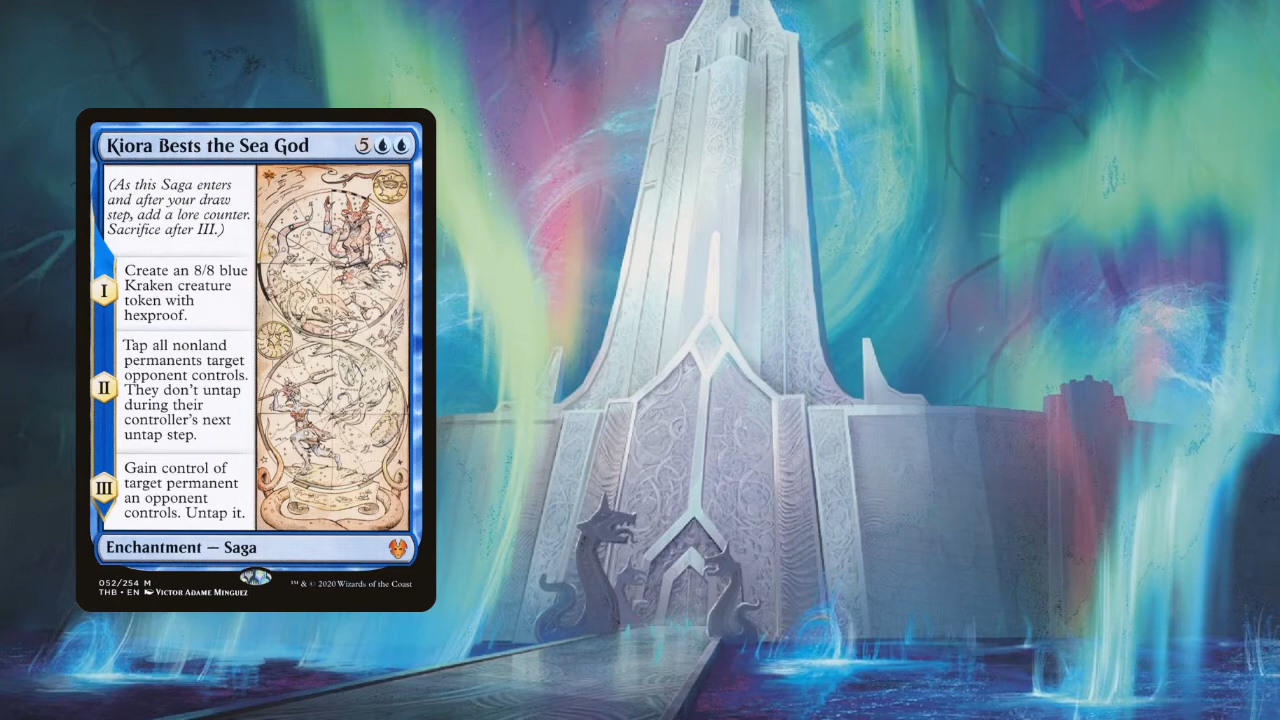 Kiora Bests the Sea God 5
(As this Saga enters
and after your draw
step, add a lore counter.
Sacrifice after III.)
I
Create an 8/8 blue
Kraken creature
token with
hexproof.
II
Tap all nonland
permanents target
opponent controls.
They don't untap
during their
controller's next
untap step.
III
Gain control of
target permanent
an opponent
controls. Untap it.
Enchantment — Saga
052/254 M
THB • EN Victor Adame Minguez
™ & © 2020 Wizards of the Coast